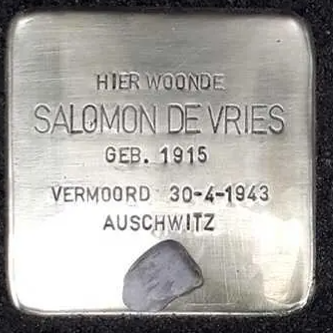 HIER WOONDE
SALOMON DE VRIES
GEB. 1915
VERMOORD 30-4-1943
AUSCHWITZ